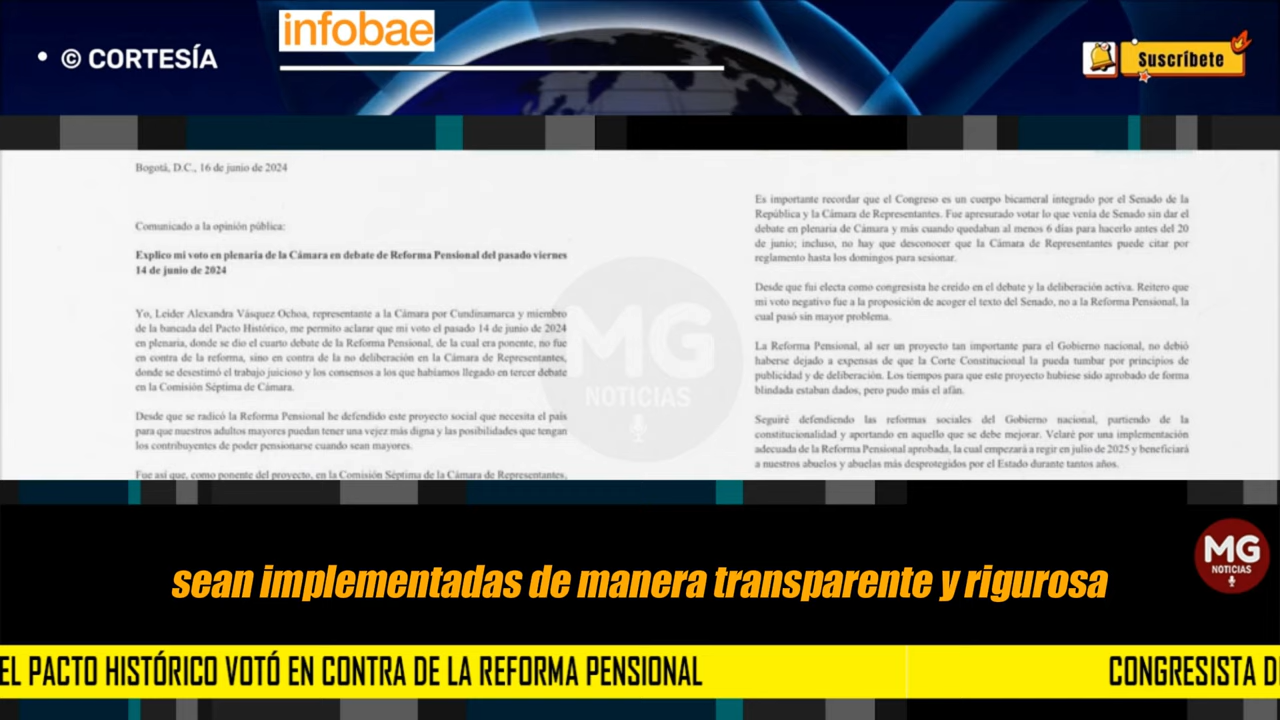 • © CORTESÍA
infobae
Suscríbete
Bogotá, D.C., 16 de junio de 2024
Comunicado a la opinión pública:
Explico mi voto en plenaria de la Cámara en debate de Reforma Pensional del pasado viernes
14 de junio de 2024
Yo, Leider Alexandra Vásquez Ochoa, representante a la Cámara por Cundinamarca y miembro
de la bancada del Pacto Histórico, me permito aclarar que mi voto el pasado 14 de junio de 2024
en plenaria, donde se dio el cuarto debate de la Reforma Pensional, de la cual era ponente, no fue
en contra de la reforma, sino en contra de la no deliberación en la Cámara de Representantes,
donde se desestimó el trabajo juicioso y los consensos a los que habíamos llegado en tercer debate
en la Comisión Séptima de Cámara.
Desde que se radicó la Reforma Pensional he defendido este proyecto social que necesita el país
para que nuestros adultos mayores puedan tener una vejez más digna y las posibilidades que tengan
los contribuyentes de poder pensionarse cuando sean mayores.
Fue así que, como ponente del proyecto, en la Comisión Séptima de la Cámara de Representantes,
Es importante recordar que el Congreso es un cuerpo bicameral integrado por el Senado de la
República y la Cámara de Representantes. Fue apresurado votar lo que venía de Senado sin dar el
debate en plenaria de Cámara y más cuando quedaban al menos 6 días para hacerlo antes del 20
de junio; incluso, no hay que desconocer que la Cámara de Representantes puede citar por
reglamento hasta los domingos para sesionar.
Desde que fui electa como congresista he creído en el debate y la deliberación activa. Reitero que
mi voto negativo fue a la proposición de acoger el texto del Senado, no a la Reforma Pensional, la
cual pasó sin mayor problema.
La Reforma Pensional, al ser un proyecto tan importante para el Gobierno nacional, no debió
haberse dejado a expensas de que la Corte Constitucional la pueda tumbar por principios de
publicidad y de deliberación. Los tiempos para que este proyecto hubiese sido aprobado de forma
blindada estaban dados, pero pudo más el afán.
Seguiré defendiendo las reformas sociales del Gobierno nacional, partiendo de la
constitucionalidad y aportando en aquello que se debe mejorar. Velaré por una implementación
adecuada de la Reforma Pensional aprobada, la cual empezará a regir en julio de 2025 y beneficiará
a nuestros abuelos y abuelas más desprotegidos por el Estado durante tantos años.
MG
NOTICIAS
sean implementadas de manera transparente y rigurosa
MG
NOTICIAS
EL PACTO HISTÓRICO VOTÓ EN CONTRA DE LA REFORMA PENSIONAL
CONGRESISTA D